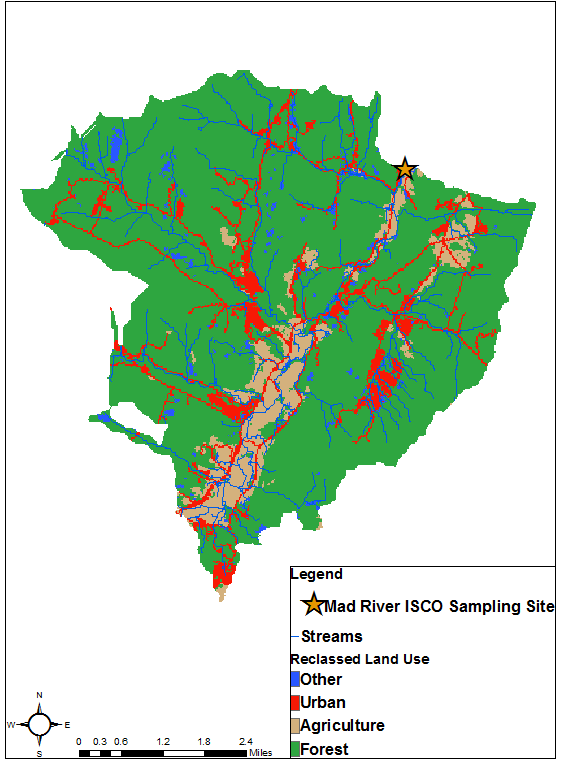 Legend
Mad River ISCO Sampling Site
Streams
Reclassed Land Use
Other
Urban
Agriculture
Forest
N
W E
S
0 0.3 0.6 1.2 1.8 2.4
Miles